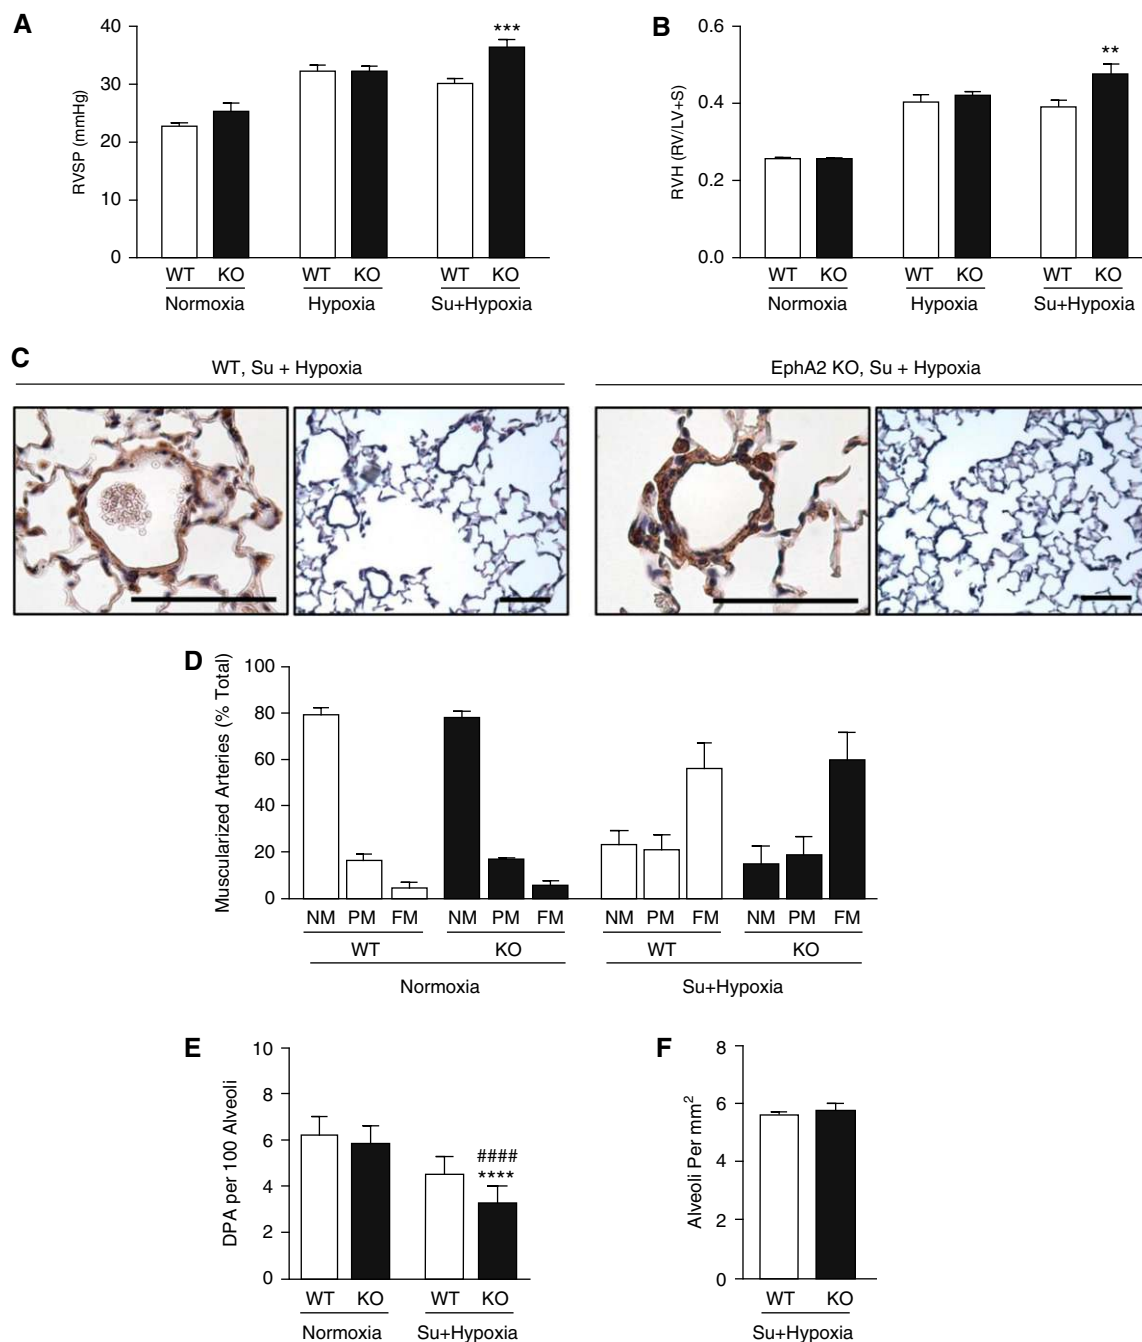 A
RVSP (mmHg)
40
30
20
10
0
***
WT KO WT KO WT KO
Normoxia Hypoxia Su+Hypoxia
B
RVH (RV/LV+S)
0.6
0.4
0.2
0.0
**
WT KO WT KO WT KO
Normoxia Hypoxia Su+Hypoxia
C
WT, Su + Hypoxia
EphA2 KO, Su + Hypoxia
D
Muscularized Arteries (% Total)
100
80
60
40
20
0
NM PM FM NM PM FM NM PM FM NM PM FM
WT KO WT KO
Normoxia Su+Hypoxia
E
DPA per 100 Alveoli
10
8
6
4
2
0
####
****
WT KO WT KO
Normoxia Su+Hypoxia
F
Alveoli Per mm²
8
6
4
2
0
WT KO
Su+Hypoxia